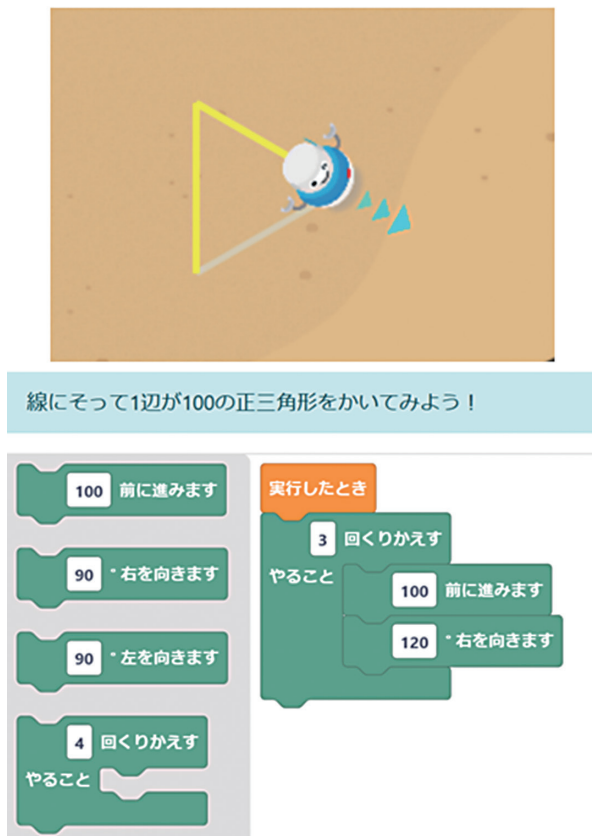 線にそって1辺が100の正三角形をかいてみよう！
100 前に進みます
90 °右を向きます
90 °左を向きます
4 回くりかえす
やること
実行したとき
3 回くりかえす
やること
100 前に進みます
120 °右を向きます